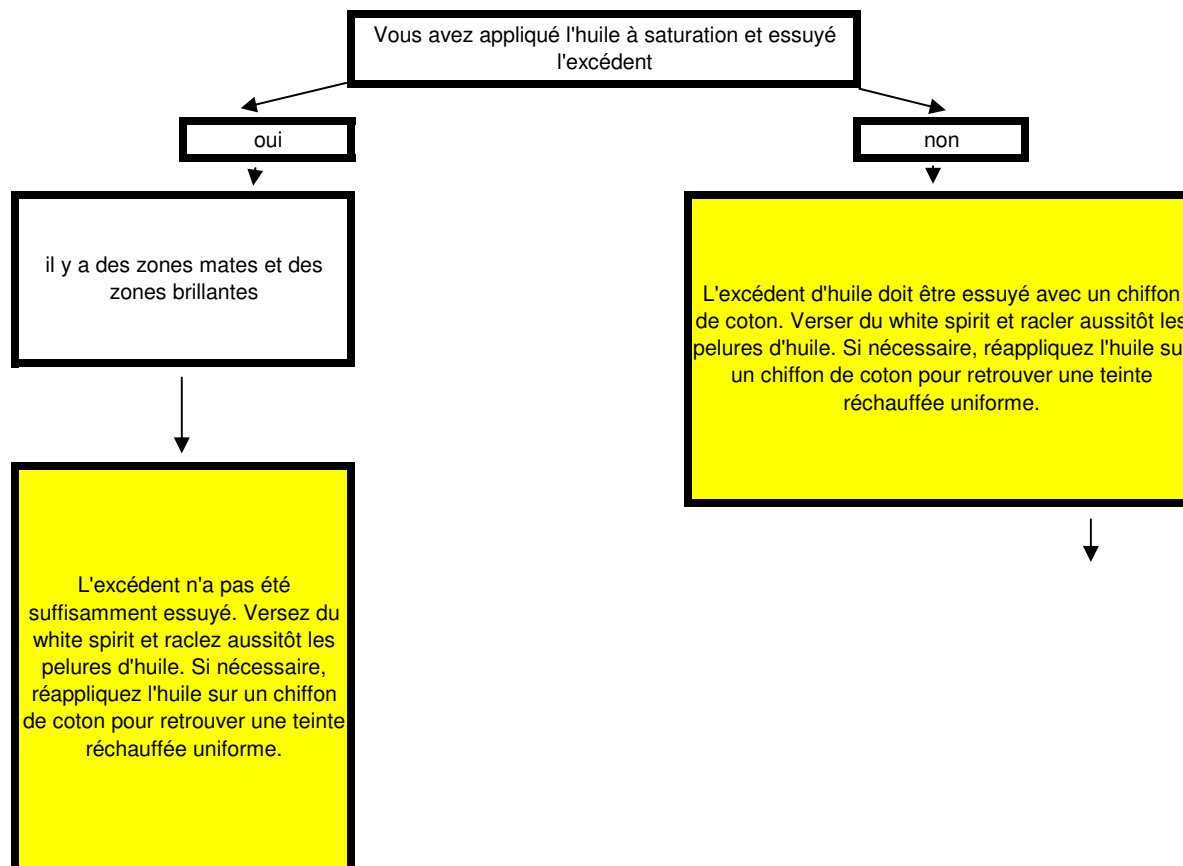 Vous avez appliqué l'huile à saturation et essuyé
l'excédent
oui
non
il y a des zones mates et des
zones brillantes
L'excédent d'huile doit être essuyé avec un chiffon
de coton. Verser du white spirit et racler aussitôt les
pelures d'huile. Si nécessaire, réappliquez l'huile su
un chiffon de coton pour retrouver une teinte
réchauffée uniforme.
L'excédent n'a pas été
suffisamment essuyé. Versez du
white spirit et raclez aussitôt les
pelures d'huile. Si nécessaire,
réappliquez l'huile sur un chiffon
de coton pour retrouver une teinte
réchauffée uniforme.